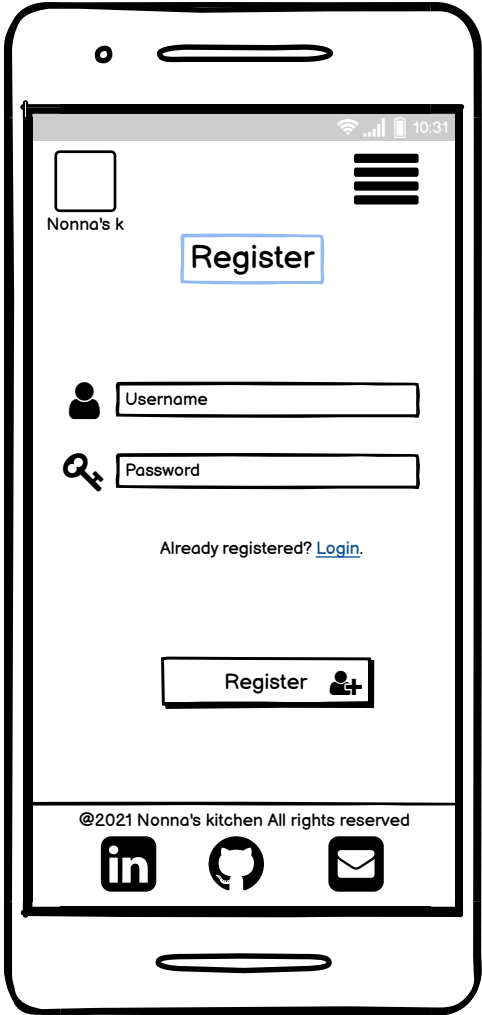 10:31
Nonna's k
Register
Username
Password
Already registered? Login.
Register
@2021 Nonna's kitchen All rights reserved
in